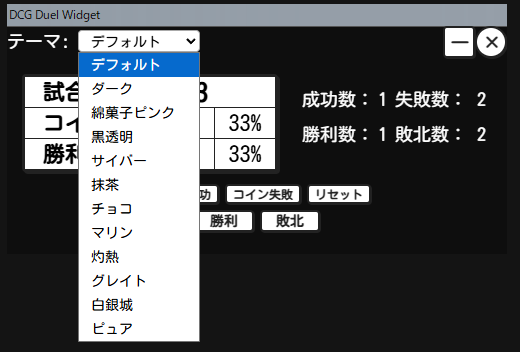 DCG Duel Widget
テーマ: デフォルト
デフォルト
ダーク
綿菓子ピンク
黒透明
サイバー
抹茶
チョコ
マリン
灼熱
グレイト
白銀城
ピュア
試合 3
コイ 33%
勝利 33%
成功数： 1 失敗数： 2
勝利数： 1 敗北数： 2
功 コイン失敗 リセット
勝利 敗北